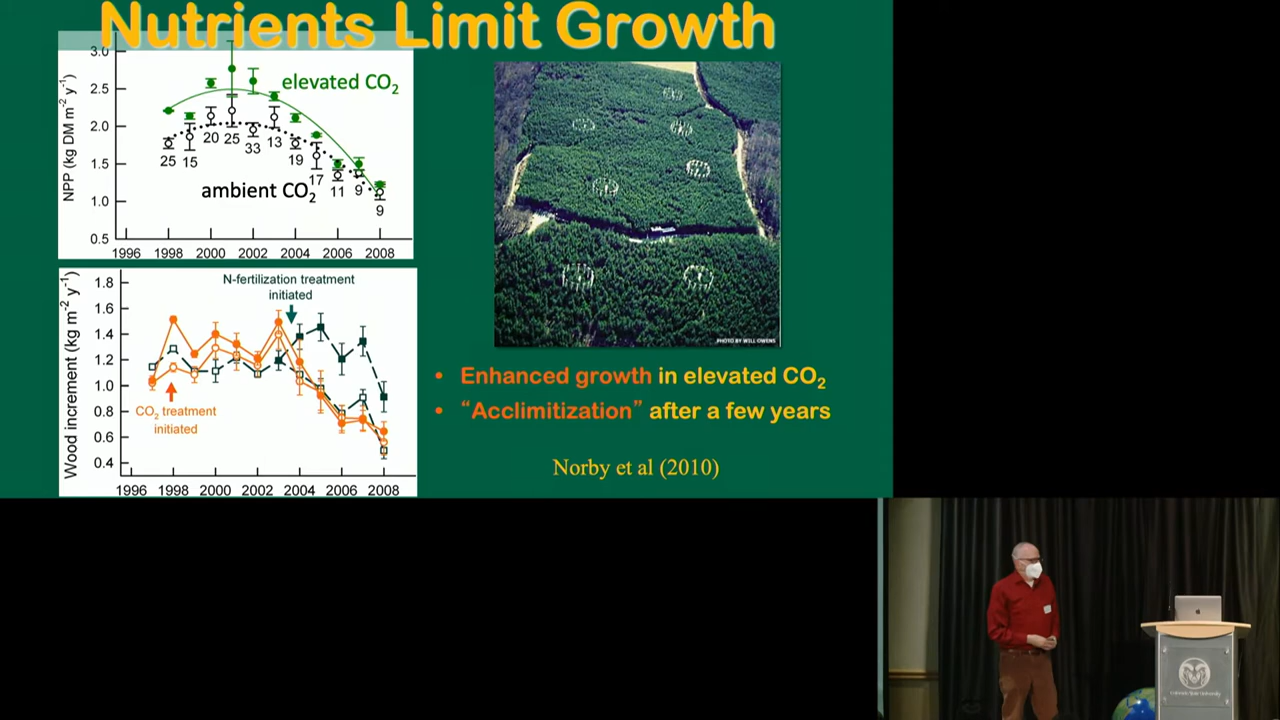 Nutrients Limit Growth
3.0
2.5
2.0
1.5
1.0
0.5
NPP (kg DM m-2 y-1)
elevated CO2
ambient CO2
25 15 20 25 33 13 19 17 11 9 9
1996 1998 2000 2002 2004 2006 2008
1.8
1.6
1.4
1.2
1.0
0.8
0.6
0.4
Wood increment (kg m-2 y-1)
N-fertilization treatment
initiated
CO2 treatment
initiated
1996 1998 2000 2002 2004 2006 2008
PHOTO BY WILL OWENS
• Enhanced growth in elevated CO2
• “Acclimitization” after a few years
Norby et al (2010)
Colorado State University